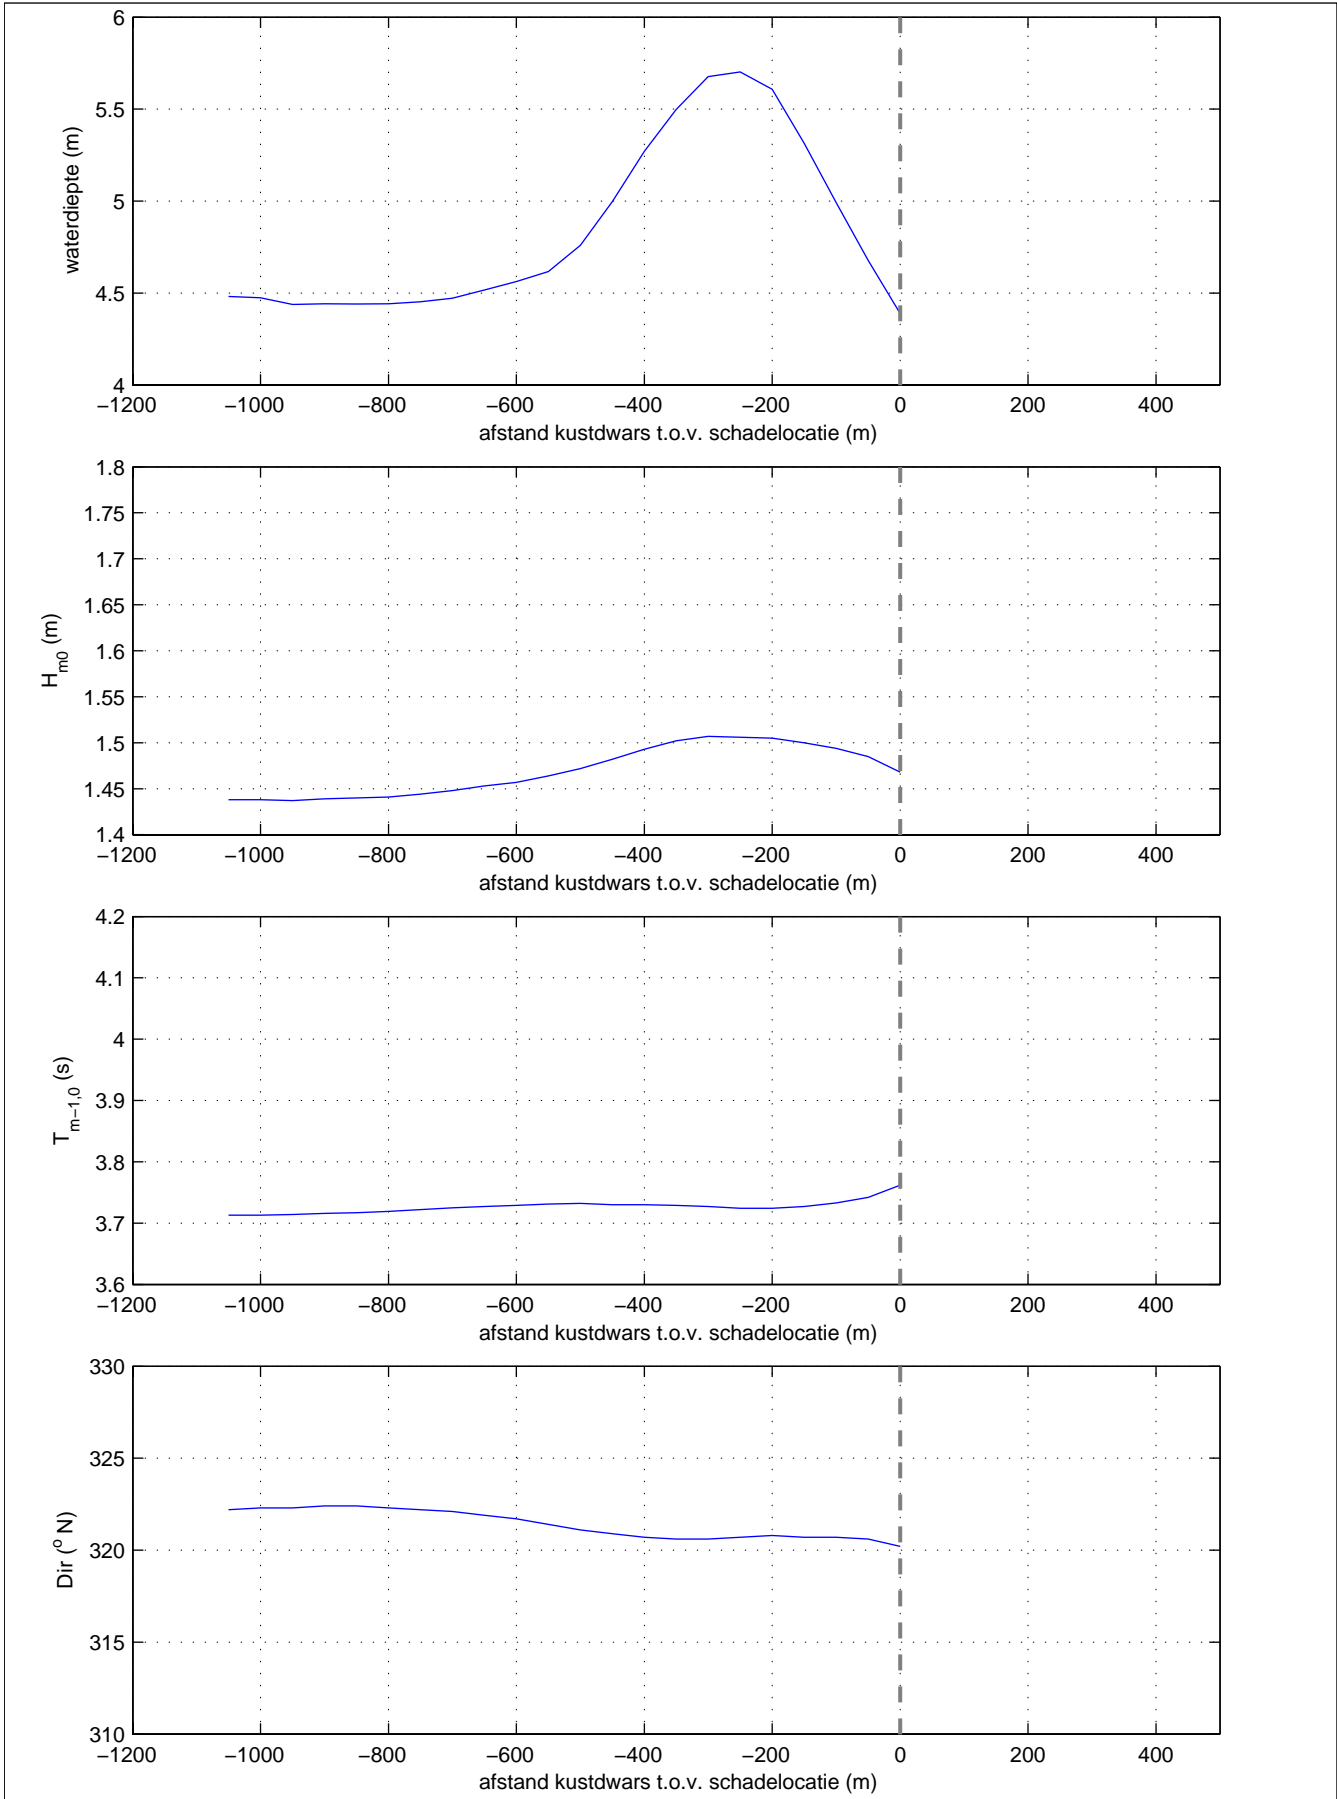 6
5.5
5
4.5
4
waterdiepte (m)
−1200 −1000 −800 −600 −400 −200 0 200 400
afstand kustdwars t.o.v. schadelocatie (m)
1.8
1.75
1.7
1.65
1.6
1.55
1.5
1.45
1.4
H_m0 (m)
−1200 −1000 −800 −600 −400 −200 0 200 400
afstand kustdwars t.o.v. schadelocatie (m)
4.2
4.1
4
3.9
3.8
3.7
3.6
T_m−1,0 (s)
−1200 −1000 −800 −600 −400 −200 0 200 400
afstand kustdwars t.o.v. schadelocatie (m)
330
325
320
315
310
Dir (° N)
−1200 −1000 −800 −600 −400 −200 0 200 400
afstand kustdwars t.o.v. schadelocatie (m)